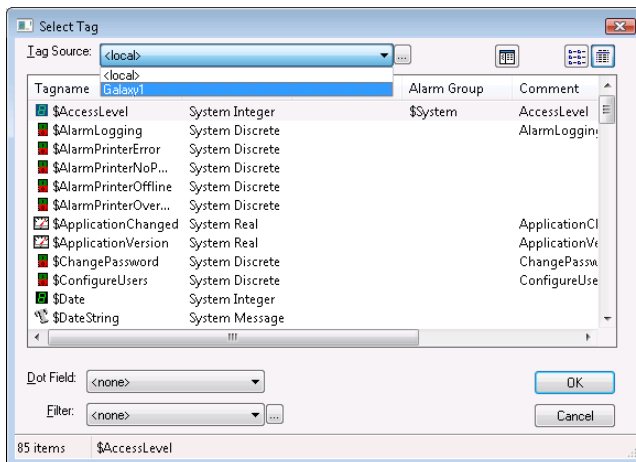 Select Tag
Tag Source: <local>
...
<local>
Galaxy1
Tagname Alarm Group Comment
$AccessLevel System Integer $System AccessLevel
$AlarmLogging System Discrete AlarmLogging
$AlarmPrinterError System Discrete
$AlarmPrinterNoP... System Discrete
$AlarmPrinterOffline System Discrete
$AlarmPrinterOver... System Discrete
$ApplicationChanged System Real ApplicationCl
$ApplicationVersion System Real ApplicationVe
$ChangePassword System Discrete ChangePassw
$ConfigureUsers System Discrete ConfigureUse
$Date System Integer
$DateString System Message
Dot Field: <none>
OK
Filter: <none> ...
Cancel
85 items $AccessLevel